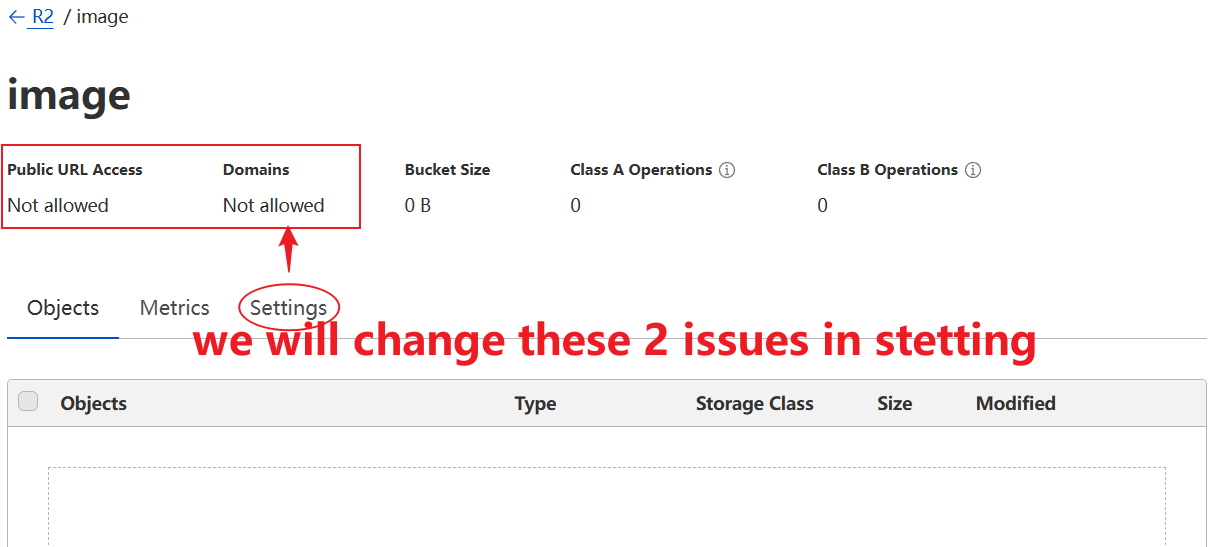 ← R2 / image
image
Public URL Access Domains Bucket Size Class A Operations Class B Operations
Not allowed Not allowed 0 B 0 0
Objects Metrics Settings
we will change these 2 issues in stetting
Objects Type Storage Class Size Modified